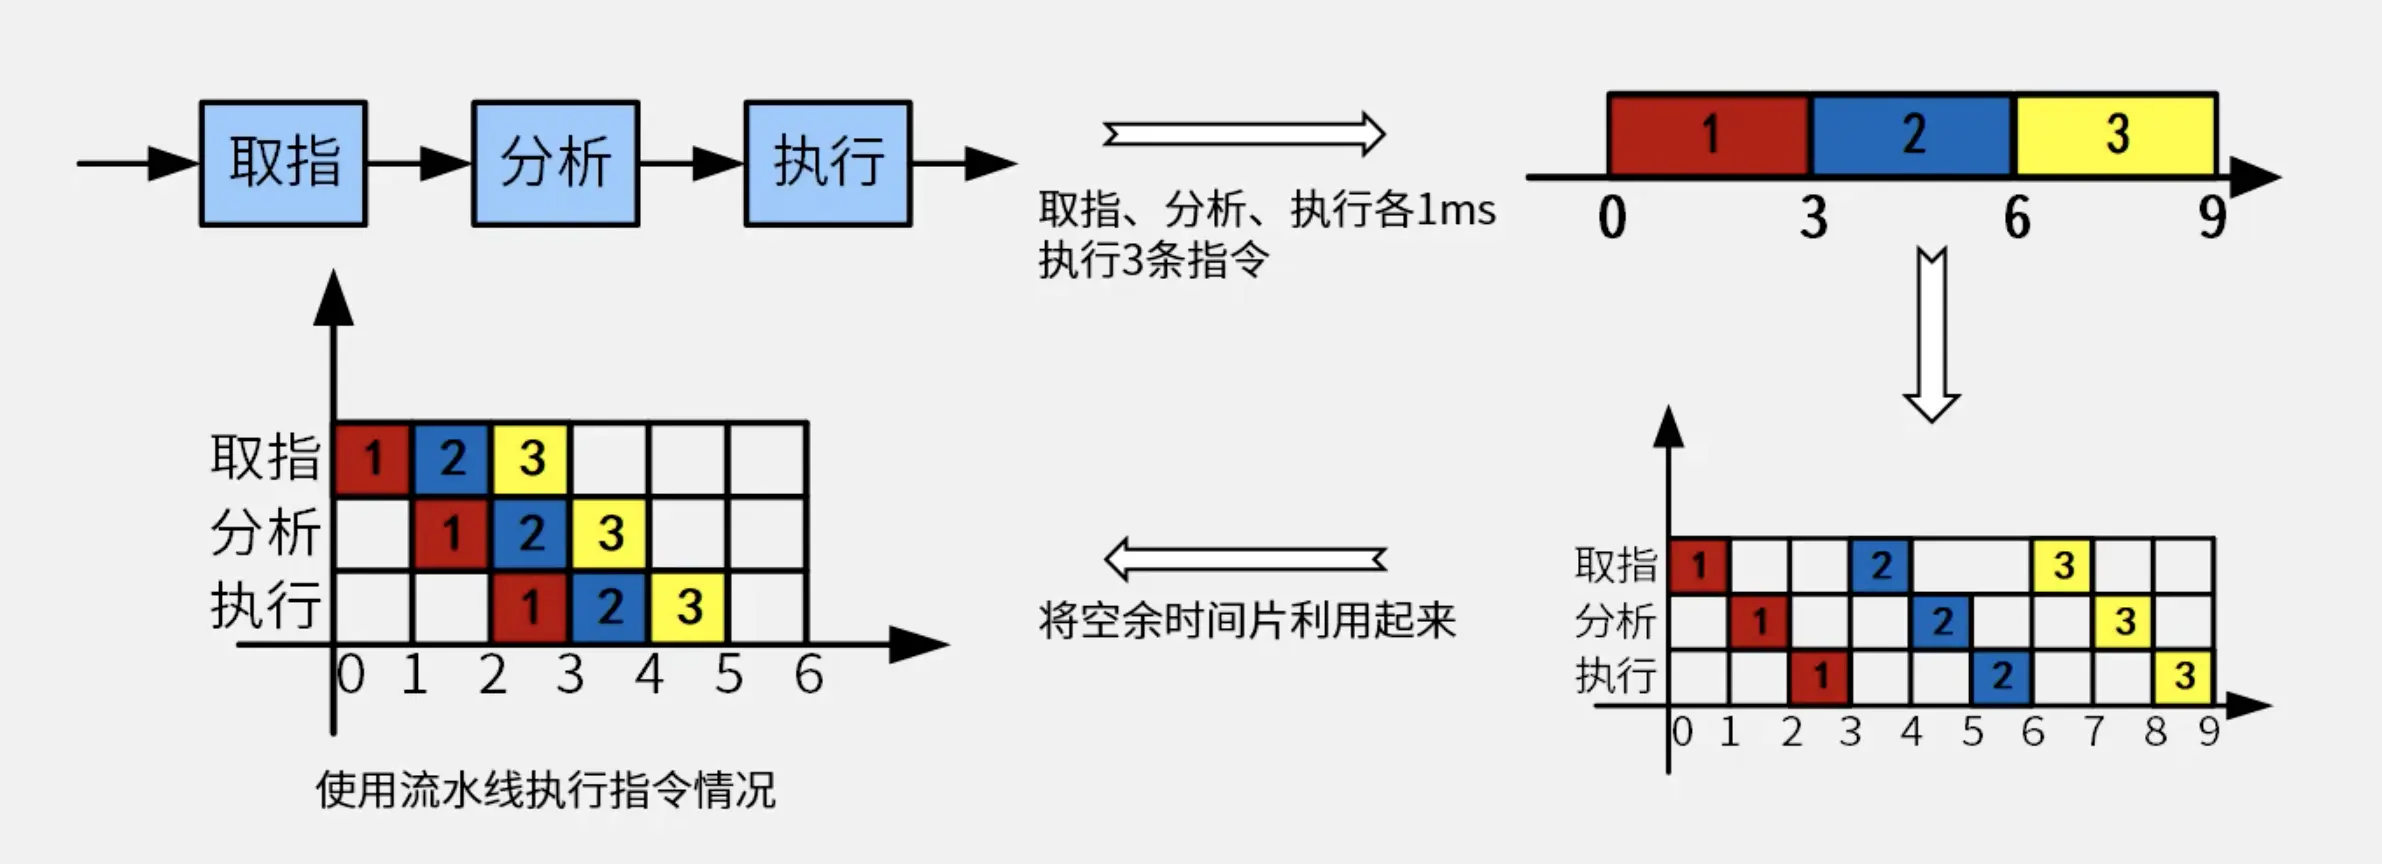 取指 分析 执行
取指、分析、执行各1ms
执行3条指令
1 2 3
0 3 6 9
取指 1 2 3
分析 1 2 3
执行 1 2 3
0 1 2 3 4 5 6
使用流水线执行指令情况
将空余时间片利用起来
取指 1 2 3
分析 1 2 3
执行 1 2 3
0 1 2 3 4 5 6 7 8 9